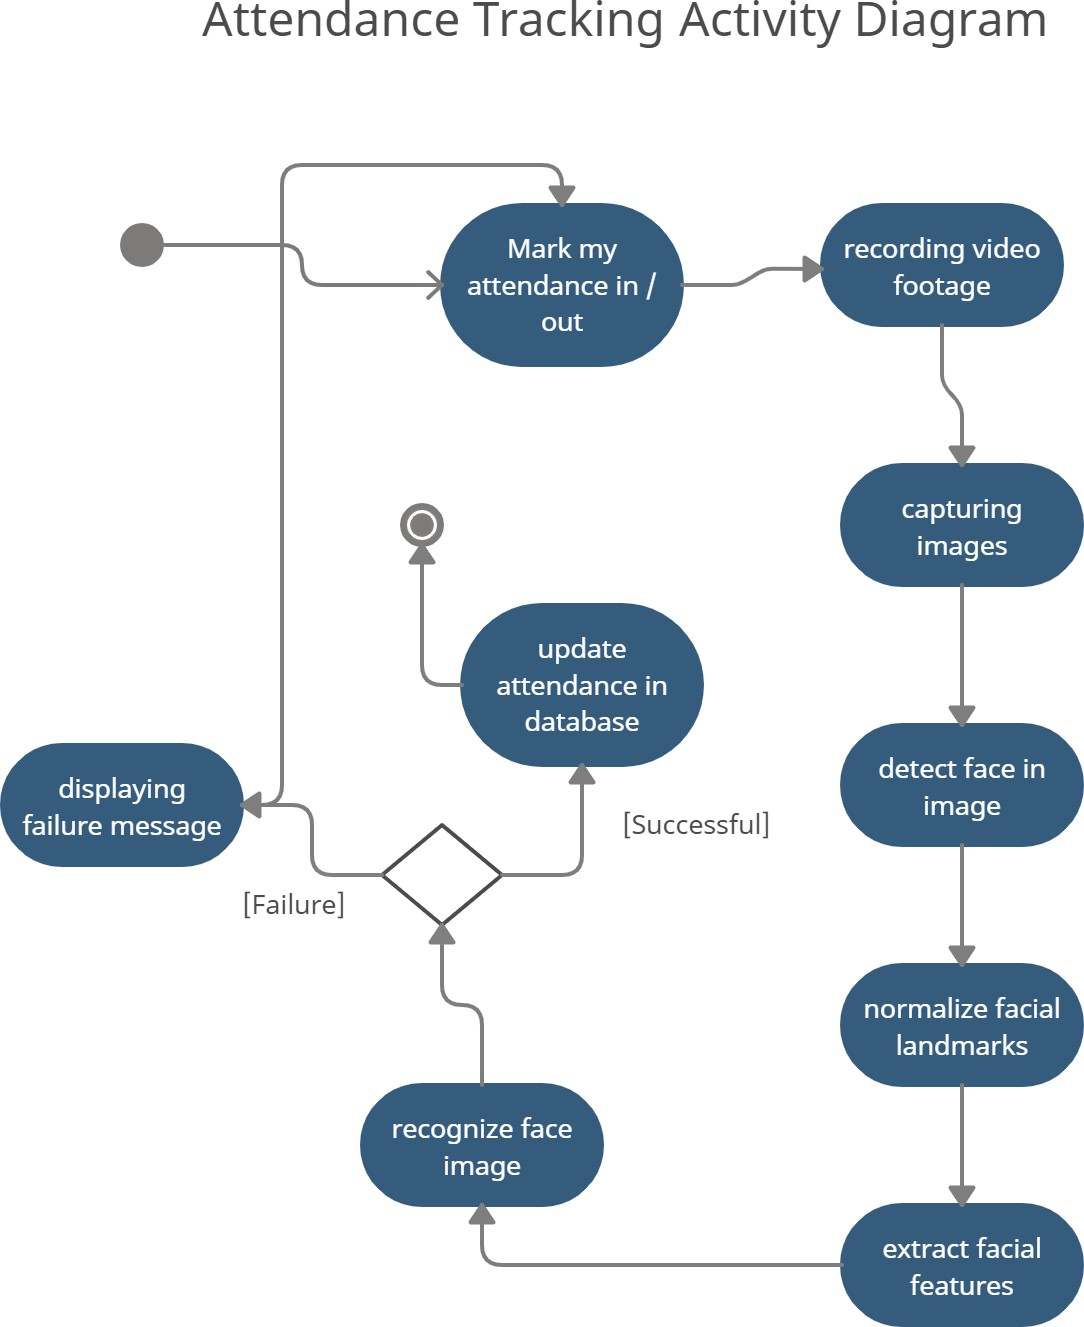 Attendance Tracking Activity Diagram
Mark my
attendance in /
out
recording video
footage
capturing
images
detect face in
image
normalize facial
landmarks
extract facial
features
recognize face
image
[Failure]
[Successful]
displaying
failure message
update
attendance in
database